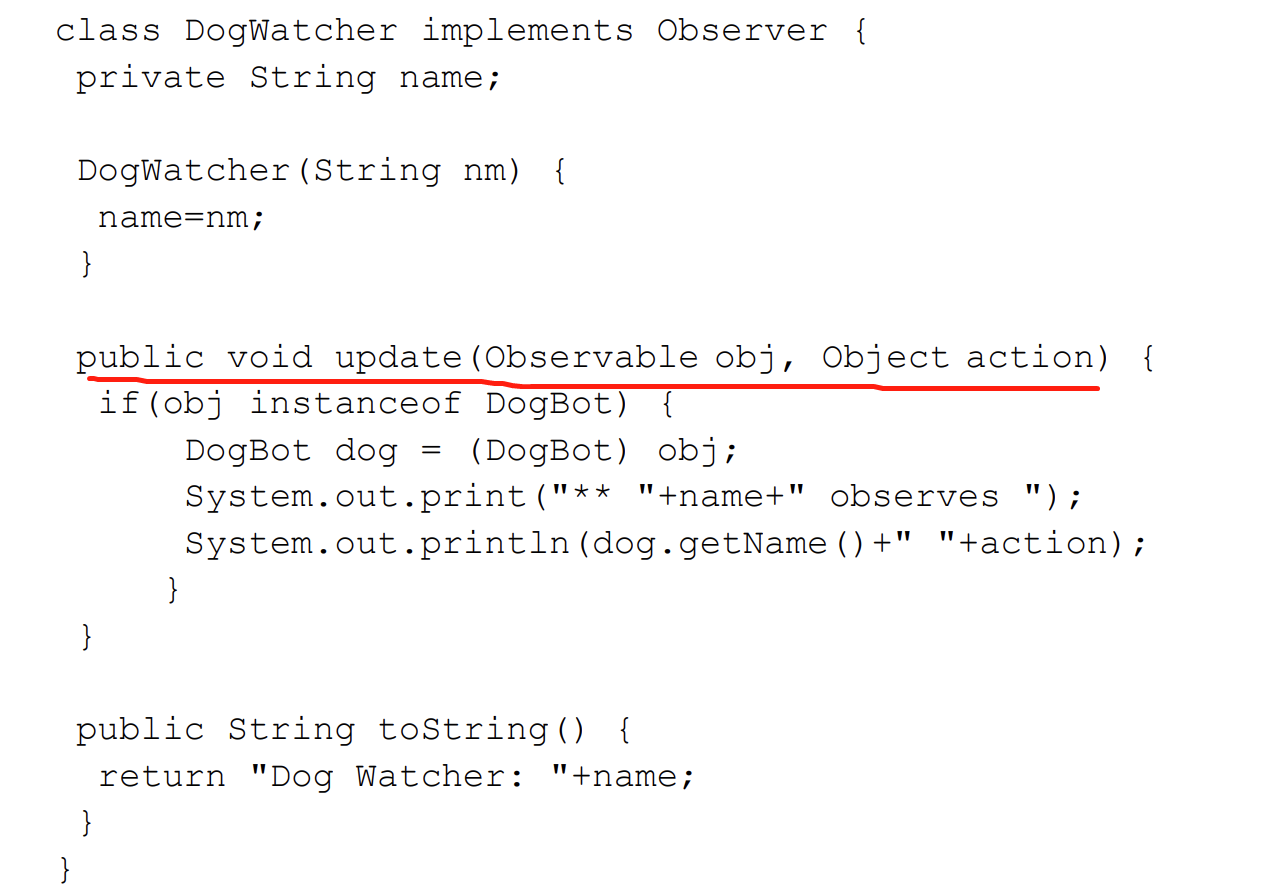 class DogWatcher implements Observer {
private String name;
DogWatcher(String nm) {
name=nm;
}
public void update(Observable obj, Object action) {
if(obj instanceof DogBot) {
DogBot dog = (DogBot) obj;
System.out.print("** "+name+" observes ");
System.out.println(dog.getName()+" "+action);
}
}
public String toString() {
return "Dog Watcher: "+name;
}
}